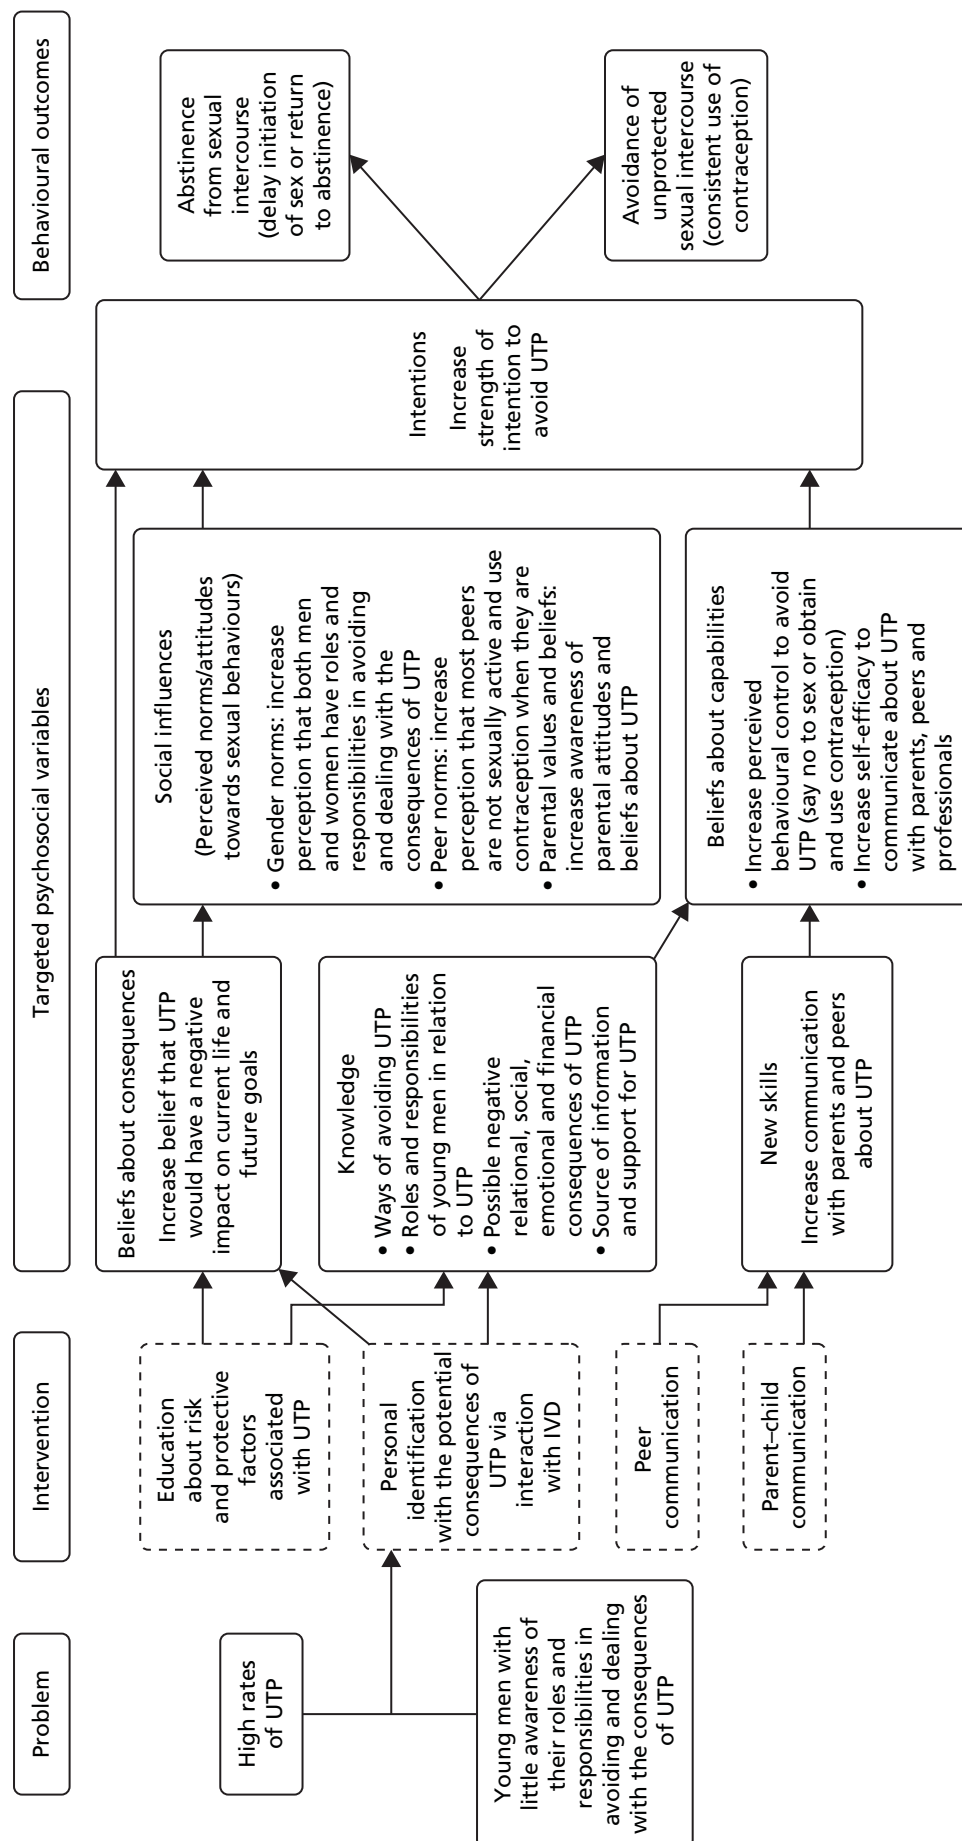 Problem
Intervention
Targeted psychosocial variables
Behavioural outcomes
High rates
of UTP
Young men with
little awareness of
their roles and
responsibilities in
avoiding and dealing
with the consequences
of UTP
Education
about risk
and protective
factors
associated
with UTP
Personal
identification
with the potential
consequences of
UTP via
interaction
with IVD
Peer
communication
Parent–child
communication
Beliefs about consequences
Increase belief that UTP
would have a negative
impact on current life and
future goals
Knowledge
• Ways of avoiding UTP
• Roles and responsibilities
of young men in relation
to UTP
• Possible negative
relational, social,
emotional and financial
consequences of UTP
• Source of information
and support for UTP
New skills
Increase communication
with parents and peers
about UTP
Social influences
(Perceived norms/attitudes
towards sexual behaviours)
• Gender norms: increase
perception that both men
and women have roles and
responsibilities in avoiding
and dealing with the
consequences of UTP
• Peer norms: increase
perception that most peers
are not sexually active and use
contraception when they are
• Parental values and beliefs:
increase awareness of
parental attitudes and
beliefs about UTP
Beliefs about capabilities
• Increase perceived
behavioural control to avoid
UTP (say no to sex or obtain
and use contraception)
• Increase self-efficacy to
communicate about UTP
with parents, peers and
professionals
Intentions
Increase
strength of
intention to
avoid UTP
Abstinence
from sexual
intercourse
(delay initiation
of sex or return
to abstinence)
Avoidance of
unprotected
sexual intercourse
(consistent use of
contraception)